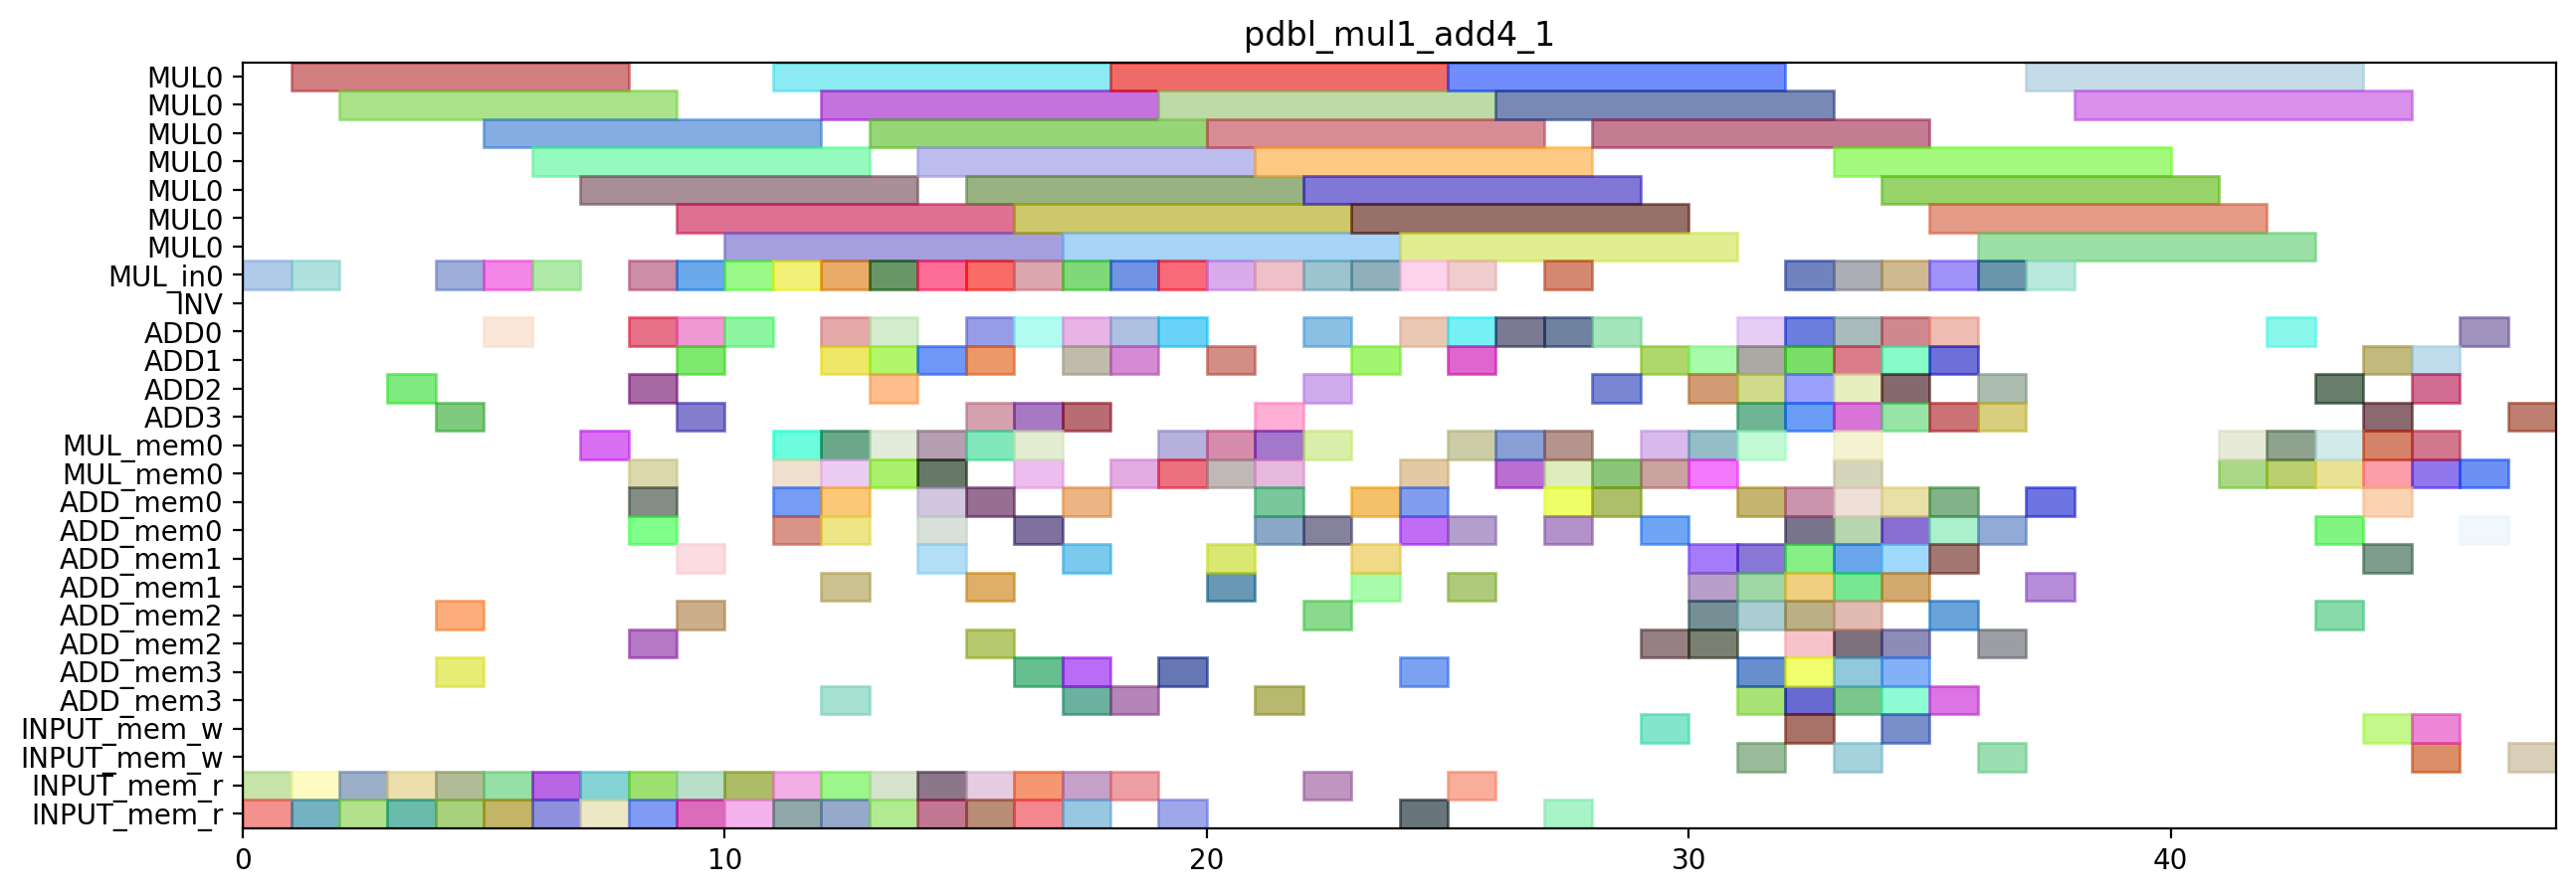 pdbl_mul1_add4_1
MUL0
MUL0
MUL0
MUL0
MUL0
MUL0
MUL0
MUL_in0
INV
ADD0
ADD1
ADD2
ADD3
MUL_mem0
MUL_mem0
ADD_mem0
ADD_mem0
ADD_mem1
ADD_mem1
ADD_mem2
ADD_mem2
ADD_mem3
ADD_mem3
INPUT_mem_w
INPUT_mem_w
INPUT_mem_r
INPUT_mem_r
0 10 20 30 40